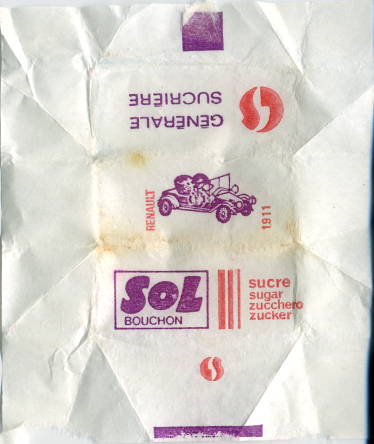 GÉNÉRALE
SUCRIÈRE
RENAULT
1911
SOL
BOUCHON
sucre
sugar
zucchero
zucker